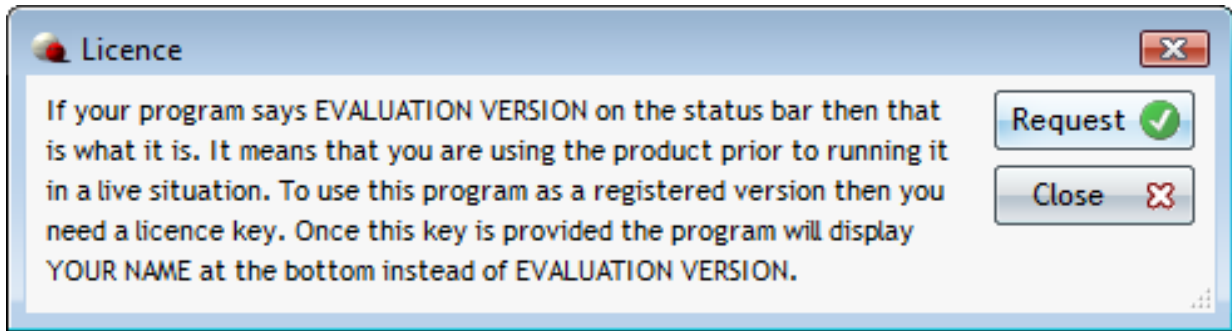 Licence
If your program says EVALUATION VERSION on the status bar then that
is what it is. It means that you are using the product prior to running it
in a live situation. To use this program as a registered version then you
need a licence key. Once this key is provided the program will display
YOUR NAME at the bottom instead of EVALUATION VERSION.
Request
Close